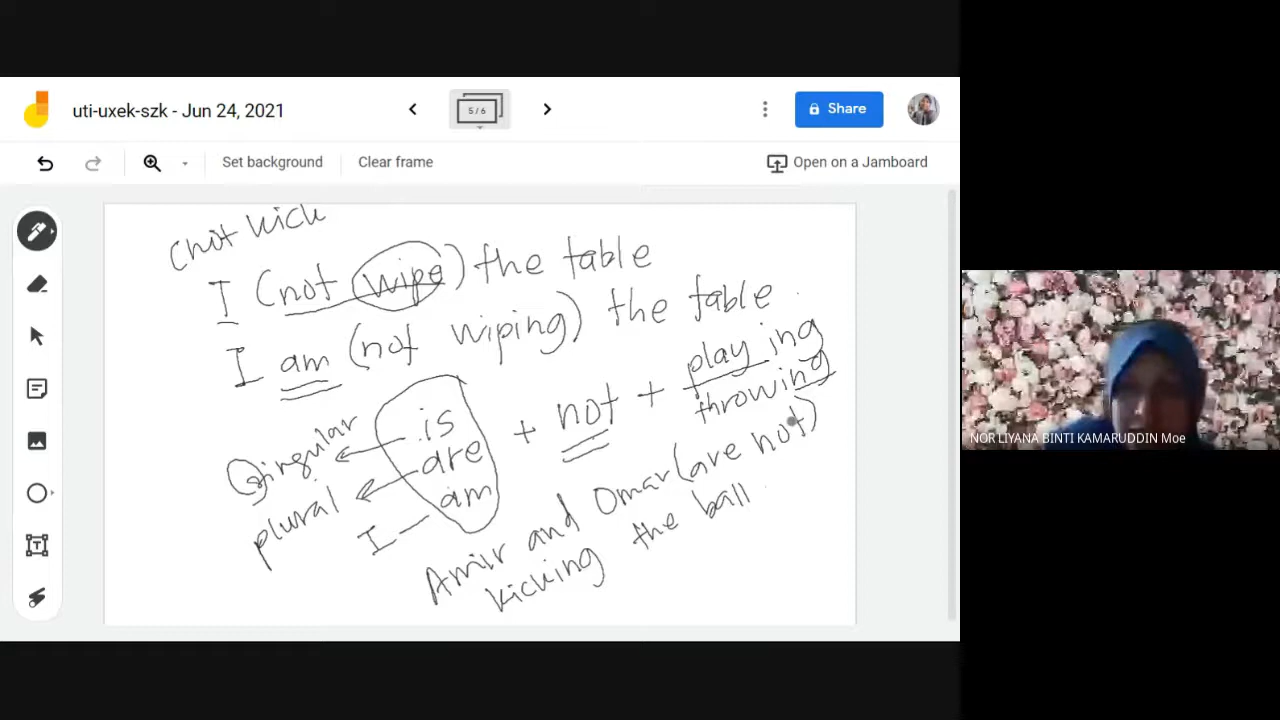 uti-uxek-szk - Jun 24, 2021
5 / 6
Share
Set background
Clear frame
Open on a Jamboard
(not kick
I (not wipe) the table
I am (not wiping) the table.
singular
plural
I
is
are
am
+ not +
playing
throwing
Amir and Omar (are not)
kicking the ball.
NOR LIYANA BINTI KAMARUDDIN Moe